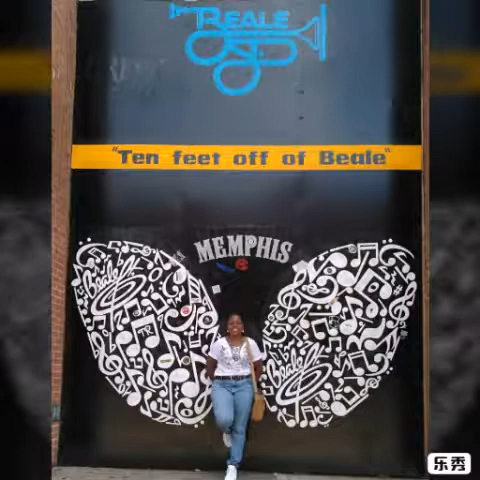 BEALE
"Ten feet off of Beale"
MEMPHIS
Beale
Beale
乐秀